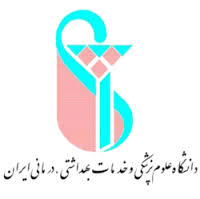 دانشگاه علوم پزشکی و خدمات بهداشتی ، درمانی ایران